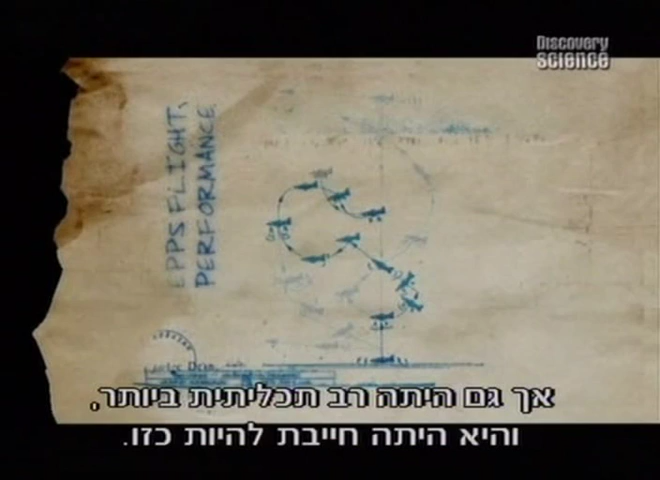 Discovery
SCIENCE
EPPS FLIGHT,
PERFORMANCE
אך גם היתה רב תכליתית ביותר,
והיא היתה חייבת להיות כזו.